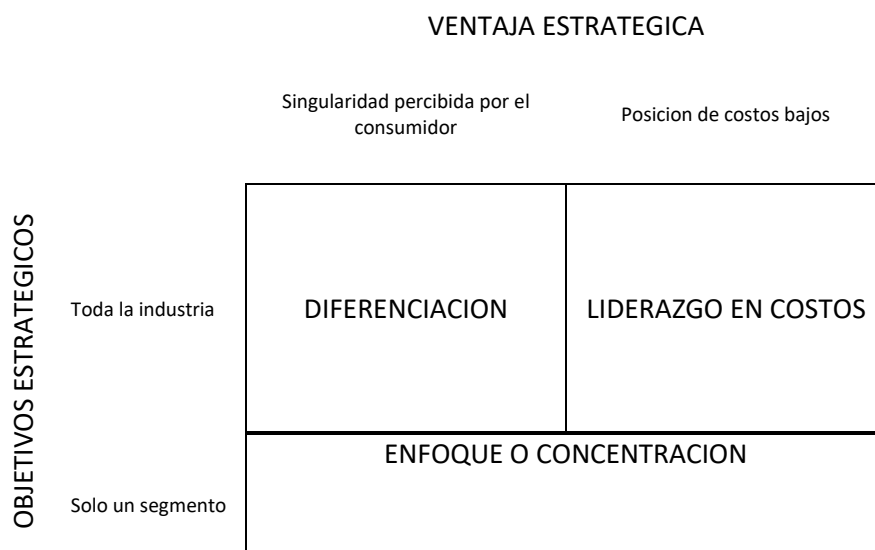 VENTAJA ESTRATEGICA
Singularidad percibida por el
consumidor
Posicion de costos bajos
OBJETIVOS ESTRATEGICOS
Toda la industria
DIFERENCIACION
LIDERAZGO EN COSTOS
ENFOQUE O CONCENTRACION
Solo un segmento